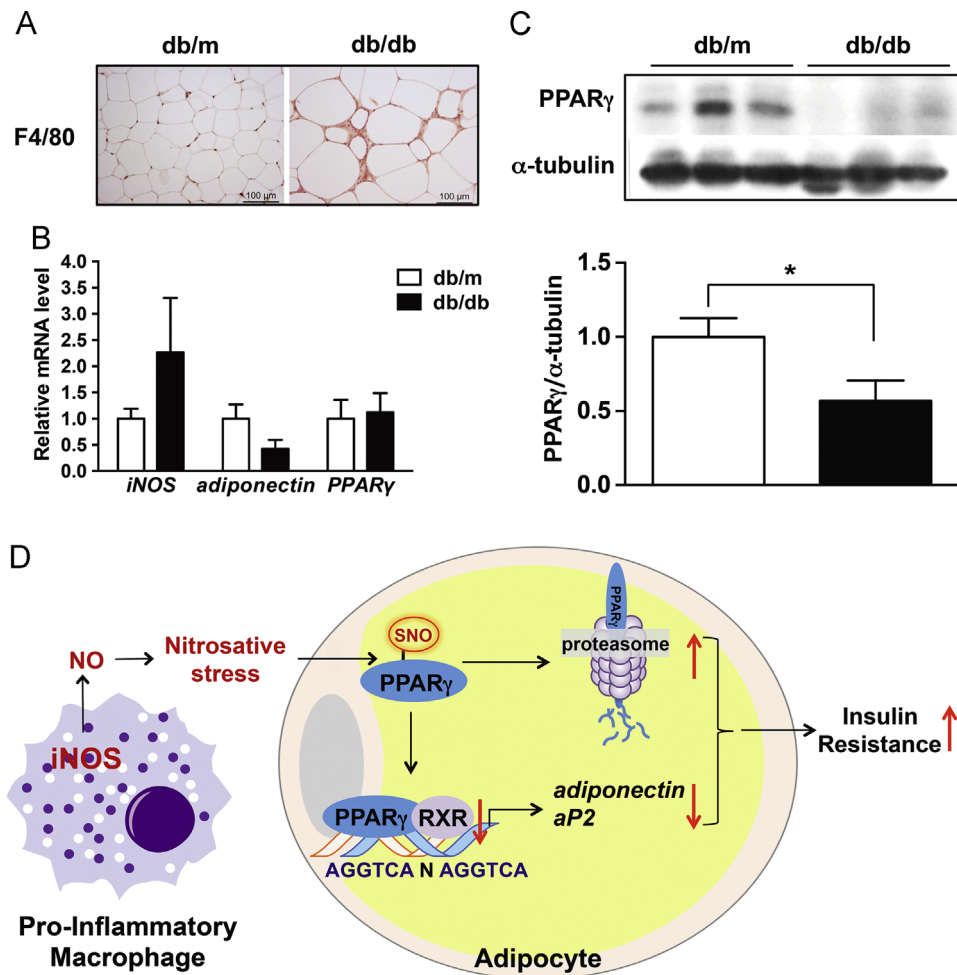 A
db/m db/db
F4/80
100 µm 100 µm
B
Relative mRNA level
4.0
3.5
3.0
2.5
2.0
1.5
1.0
0.5
0.0
db/m
db/db
iNOS adiponectin PPARγ
C
db/m db/db
PPARγ
α-tubulin
PPARγ/α-tubulin
1.5
1.0
0.5
0.0
*
D
NO
Nitrosative
stress
iNOS
Pro-Inflammatory
Macrophage
SNO
PPARγ
PPARγ
proteasome
PPARγ RXR
AGGTCA N AGGTCA
adiponectin
aP2
Adipocyte
Insulin
Resistance